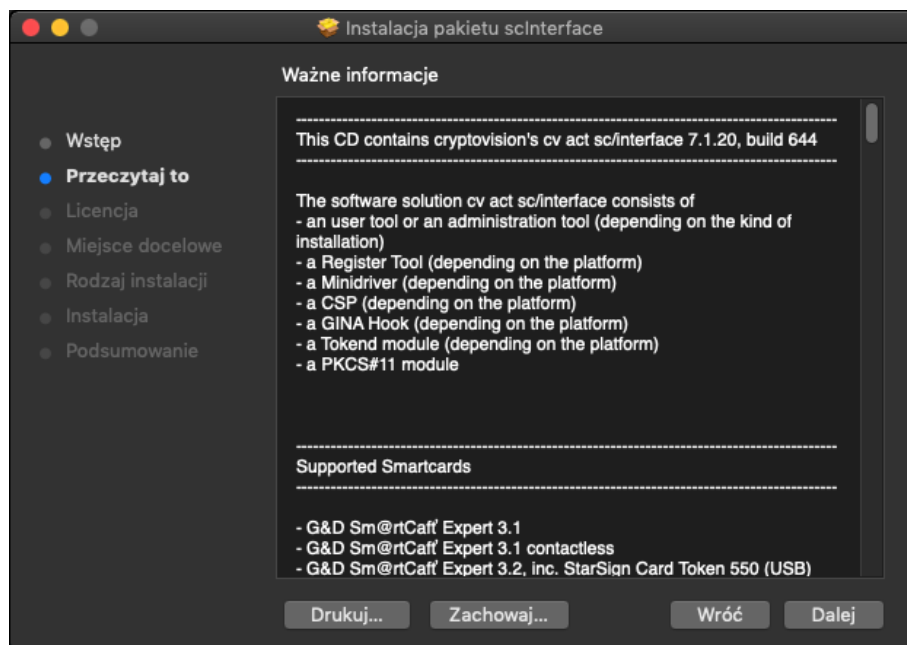 Instalacja pakietu scInterface
Wstęp
Przeczytaj to
Licencja
Miejsce docelowe
Rodzaj instalacji
Instalacja
Podsumowanie
Ważne informacje
------------------------------------------------------------------------
This CD contains cryptovision's cv act sc/interface 7.1.20, build 644
------------------------------------------------------------------------
The software solution cv act sc/interface consists of
- an user tool or an administration tool (depending on the kind of
installation)
- a Register Tool (depending on the platform)
- a Minidriver (depending on the platform)
- a CSP (depending on the platform)
- a GINA Hook (depending on the platform)
- a Tokend module (depending on the platform)
- a PKCS#11 module
------------------------------------------------------------------------
Supported Smartcards
------------------------------------------------------------------------
- G&D Sm@rtCafť Expert 3.1
- G&D Sm@rtCafť Expert 3.1 contactless
- G&D Sm@rtCafť Expert 3.2, inc. StarSign Card Token 550 (USB)
Drukuj...
Zachowaj...
Wróć
Dalej